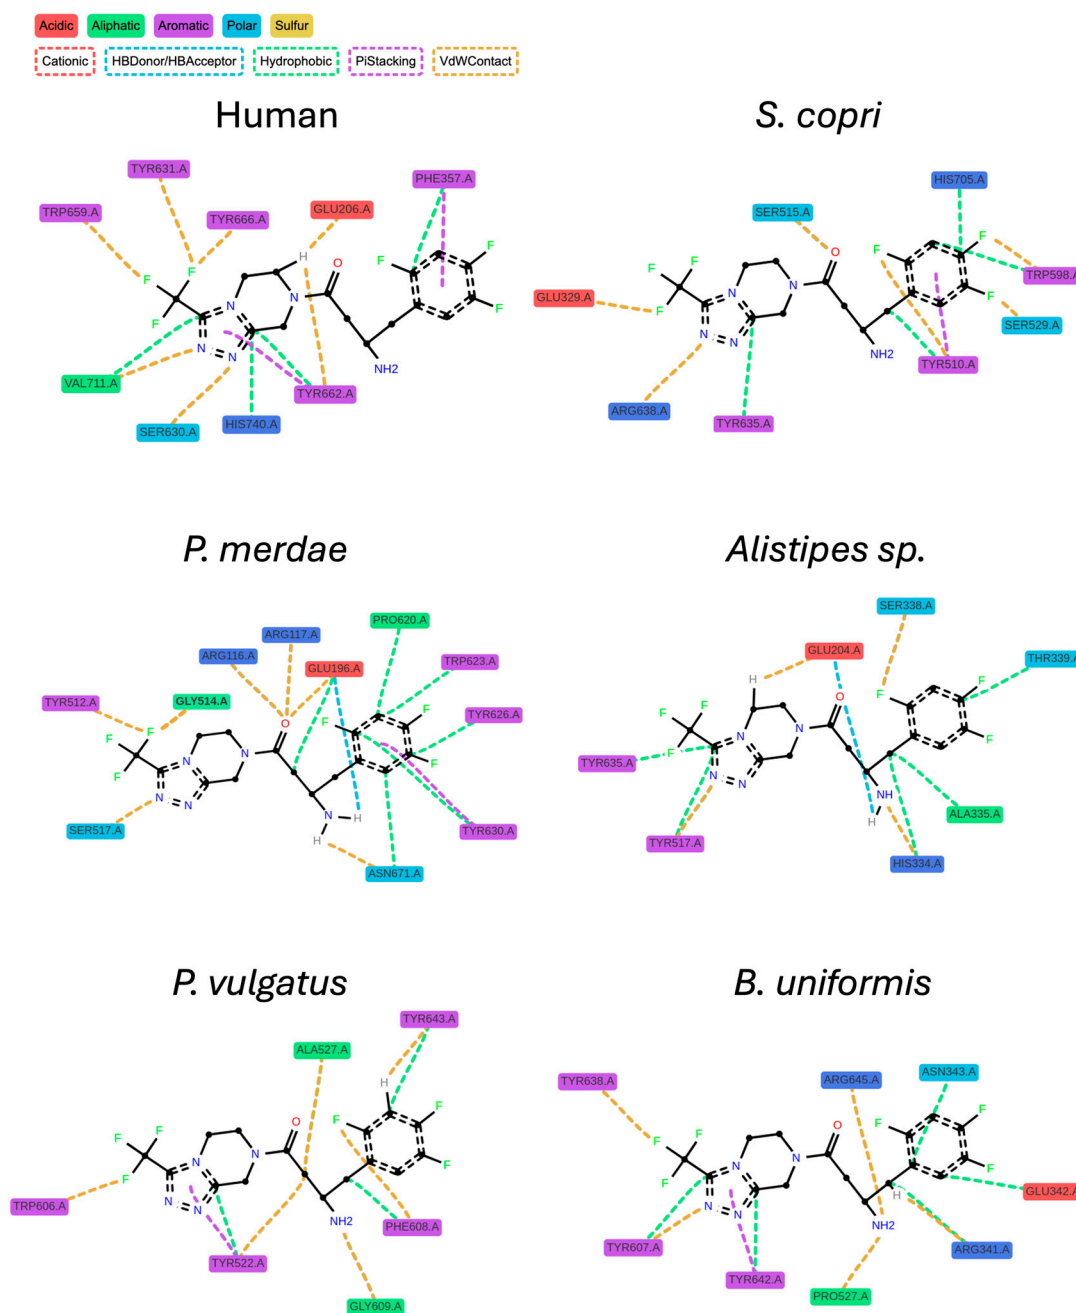 Acidic Aliphatic Aromatic Polar Sulfur
Cationic HBDonor/HBAcceptor Hydrophobic PiStacking VdWContact
Human
TYR631.A
PHE357.A
TRP659.A
TYR666.A
GLU206.A
H
O
F
F
F
F
F
F
N
N
N
N
NH2
VAL711.A
TYR662.A
SER630.A
HIS740.A
S. copri
HIS705.A
SER515.A
F
F
O
F
F
TRP598.A
GLU329.A
F
N
N
F
SER529.A
N
N
NH2
TYR510.A
ARG638.A
TYR635.A
P. merdae
PRO620.A
ARG117.A
ARG116.A
GLU196.A
TRP623.A
TYR512.A
GLY514.A
F
TYR626.A
F
F
O
F
F
F
N
N
N
N
SER517.A
N
H
TYR630.A
H
ASN671.A
Alistipes sp.
SER338.A
GLU204.A
THR339.A
H
F
O
F
F
F
TYR635.A
F
N
N
F
N
N
NH
TYR517.A
H
ALA335.A
HIS334.A
P. vulgatus
TYR643.A
ALA527.A
H
F
F
O
F
F
F
N
N
F
TRP606.A
N
N
NH2
PHE608.A
TYR522.A
GLY609.A
B. uniformis
TYR638.A
ARG645.A
ASN343.A
F
F
O
F
F
F
N
N
F
GLU342.A
H
N
N
NH2
TYR607.A
ARG341.A
TYR642.A
PRO527.A